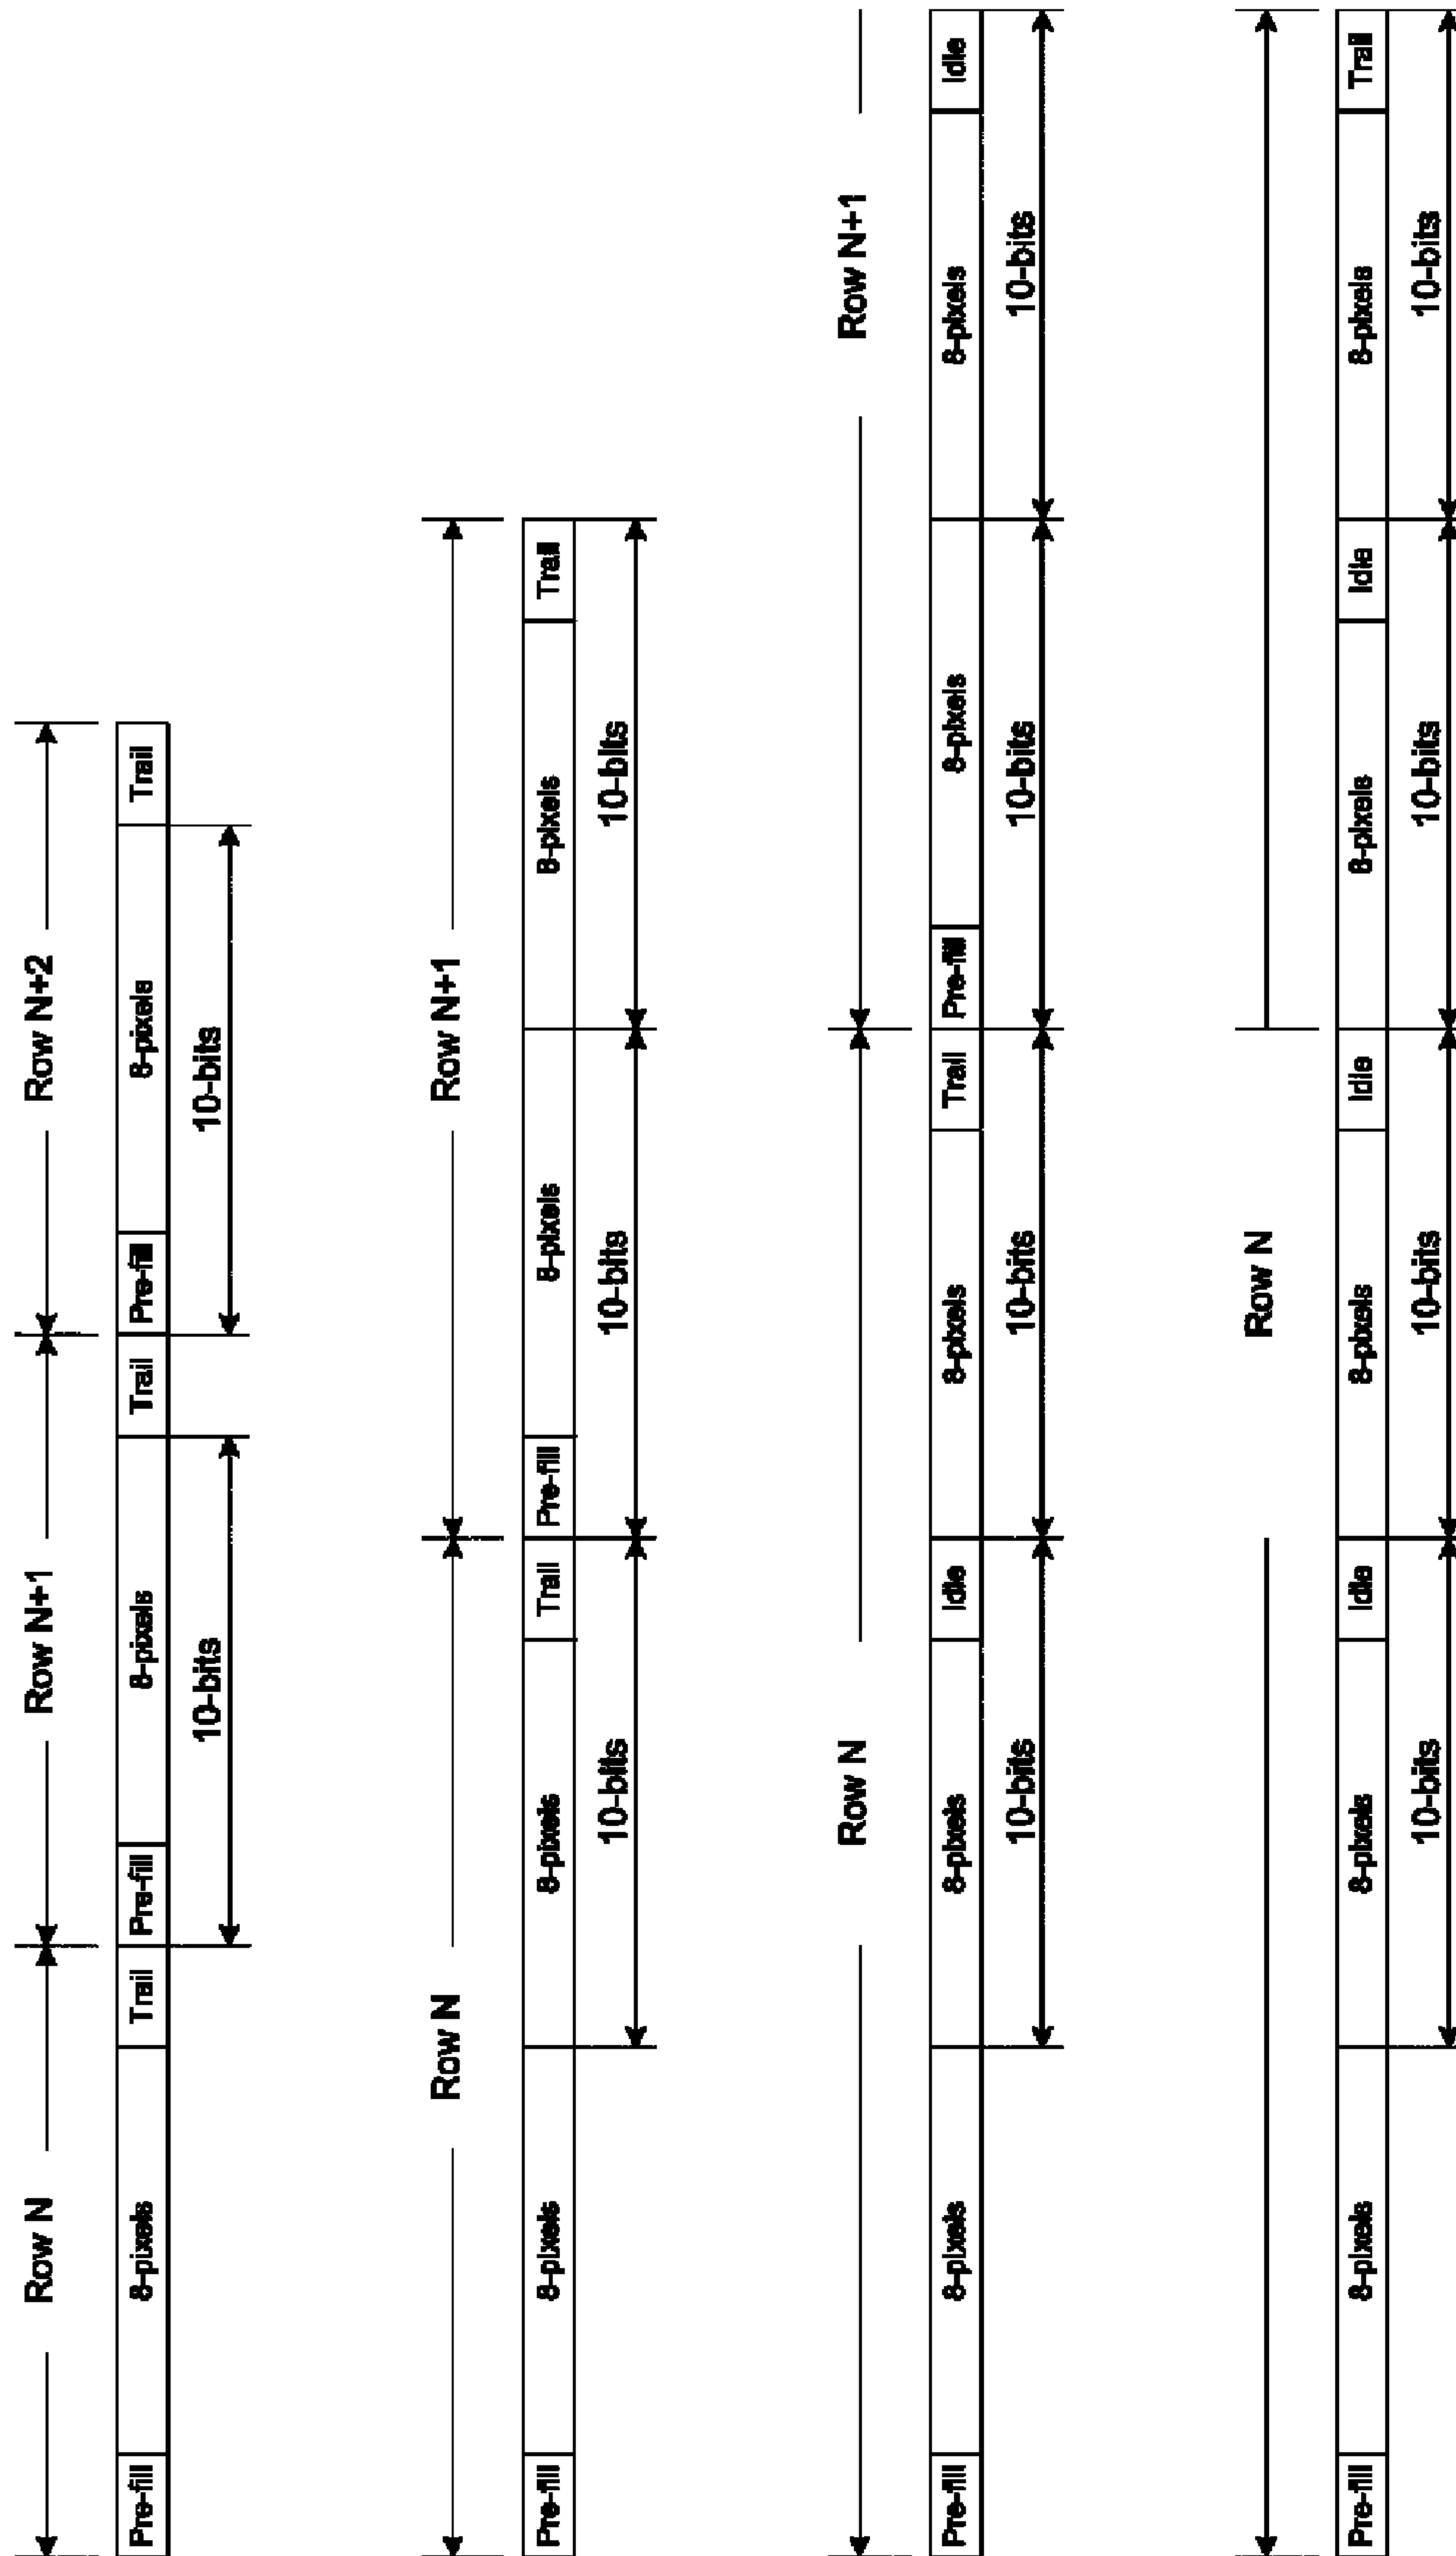 Row N Row N+1 Row N+2
Pre-fill 8-pixels Trail Pre-fill 8-pixels Trail Pre-fill 8-pixels Trail
10-bits 10-bits
Row N Row N+1
Pre-fill 8-pixels 8-pixels Trail Pre-fill 8-pixels 8-pixels Trail
10-bits 10-bits 10-bits
Row N Row N+1
Pre-fill 8-pixels 8-pixels Idle 8-pixels Trail Pre-fill 8-pixels 8-pixels Idle
10-bits 10-bits 10-bits 10-bits
Row N
Pre-fill 8-pixels 8-pixels Idle 8-pixels Idle 8-pixels Idle 8-pixels Trail
10-bits 10-bits 10-bits 10-bits